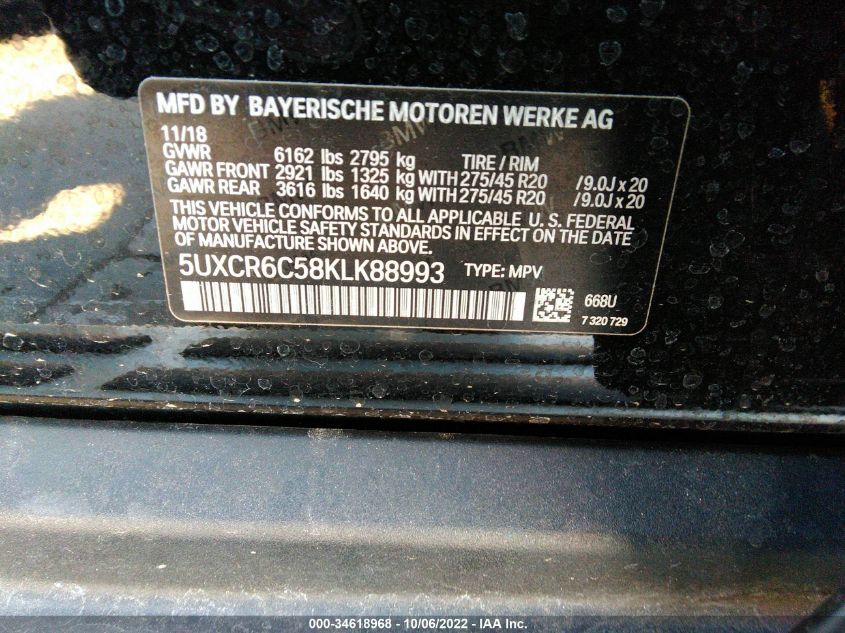 MFD BY BAYERISCHE MOTOREN WERKE AG
11/18
GVWR 6162 lbs 2795 kg TIRE / RIM
GAWR FRONT 2921 lbs 1325 kg WITH 275/45 R20 / 9.0J x 20
GAWR REAR 3616 lbs 1640 kg WITH 275/45 R20 / 9.0J x 20
THIS VEHICLE CONFORMS TO ALL APPLICABLE U. S. FEDERAL
MOTOR VEHICLE SAFETY STANDARDS IN EFFECT ON THE DATE
OF MANUFACTURE SHOWN ABOVE.
5UXCR6C58KLK88993 TYPE: MPV
668U
7 320 729
000-34618968 - 10/06/2022 - IAA Inc.